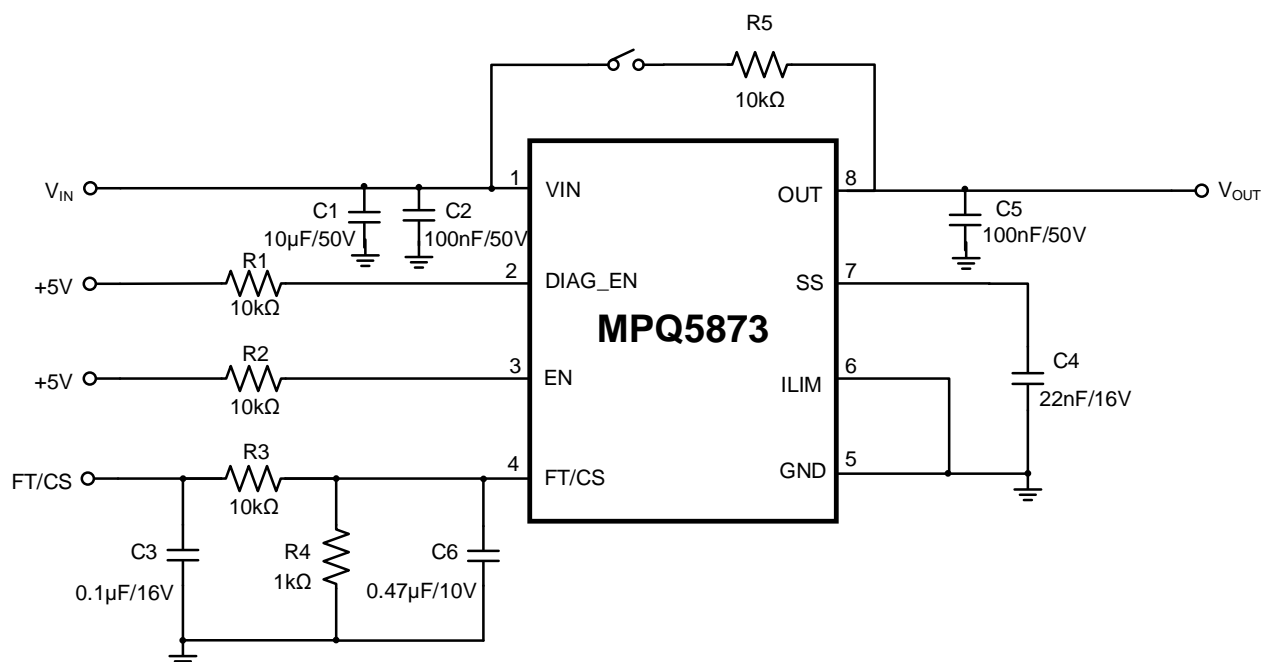 R5
10kΩ
VIN
1
VIN
OUT
8
VOUT
C1
10µF/50V
C2
100nF/50V
C5
100nF/50V
+5V
R1
10kΩ
2
DIAG_EN
SS
7
MPQ5873
C4
22nF/16V
+5V
R2
10kΩ
3
EN
ILIM
6
FT/CS
R3
10kΩ
4
FT/CS
GND
5
C3
0.1µF/16V
R4
1kΩ
C6
0.47µF/10V